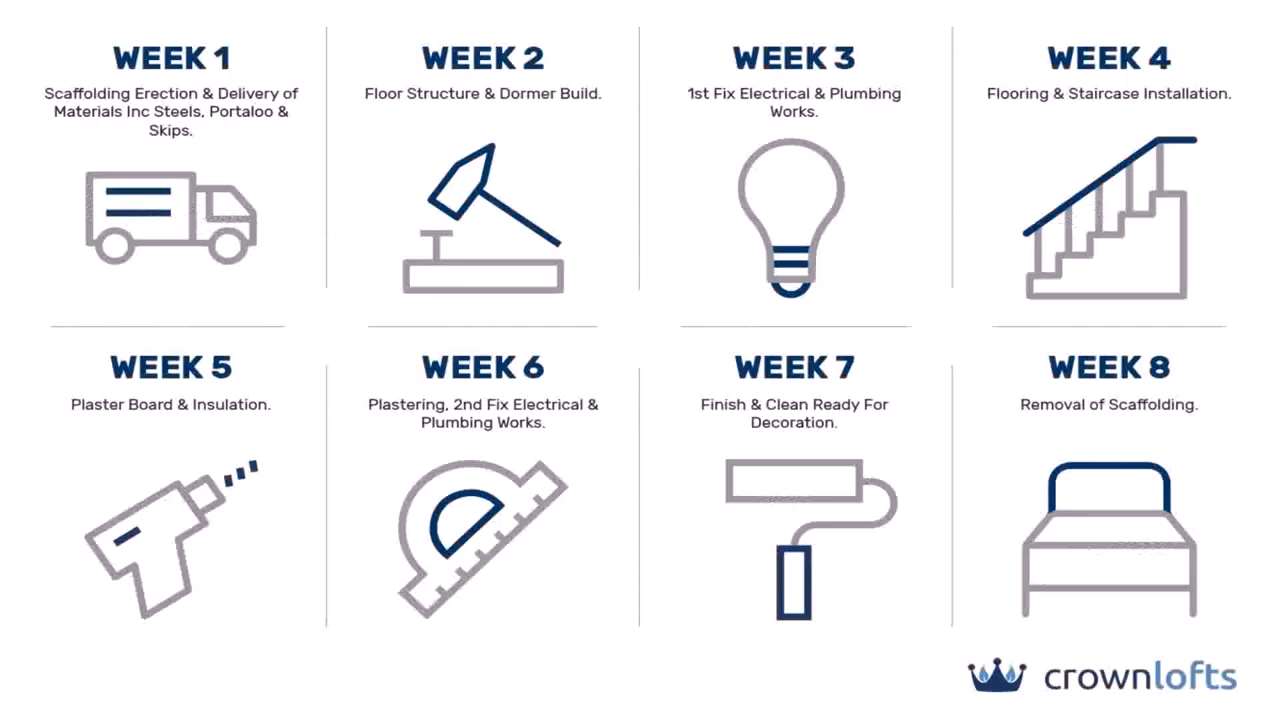 WEEK 1
Scaffolding Erection & Delivery of
Materials Inc Steels, Portaloo &
Skips.
WEEK 2
Floor Structure & Dormer Build.
WEEK 3
1st Fix Electrical & Plumbing
Works.
WEEK 4
Flooring & Staircase Installation.
WEEK 5
Plaster Board & Insulation.
WEEK 6
Plastering, 2nd Fix Electrical &
Plumbing Works.
WEEK 7
Finish & Clean Ready For
Decoration.
WEEK 8
Removal of Scaffolding.
crownlofts